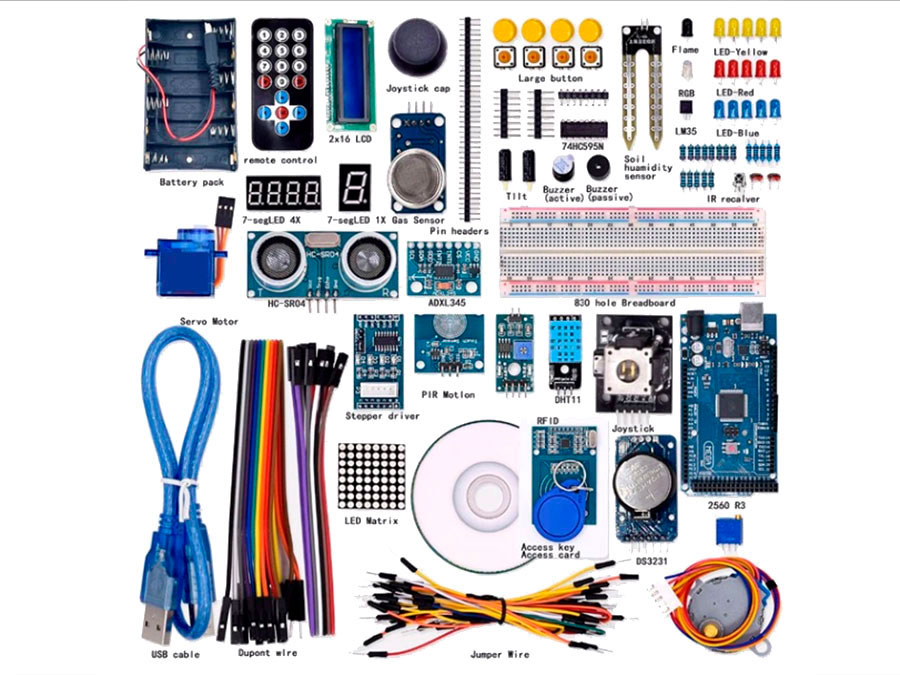 Battery pack
remote control
2x16 LCD
Joystick cap
Large button
Flame
LED-Yellow
RGB
LED-Red
LM35
LED-Blue
74HC595N
Soil
huamidity
sensor
Tilt
Buzzer
(active)
Buzzer
(passive)
IR recalver
7-segLED 4X
7-segLED 1X
Gas Sensor
Pin headers
HC-SR04
T
R
HC-SR04
ADXL345
830 hole Breadboard
Servo Motor
Stepper driver
PIR Motion
DHT11
Joystick
RFID
2560 R3
LED Matrix
Access key
Access card
DS3231
USB cable
Dupont wire
Jumper Wire